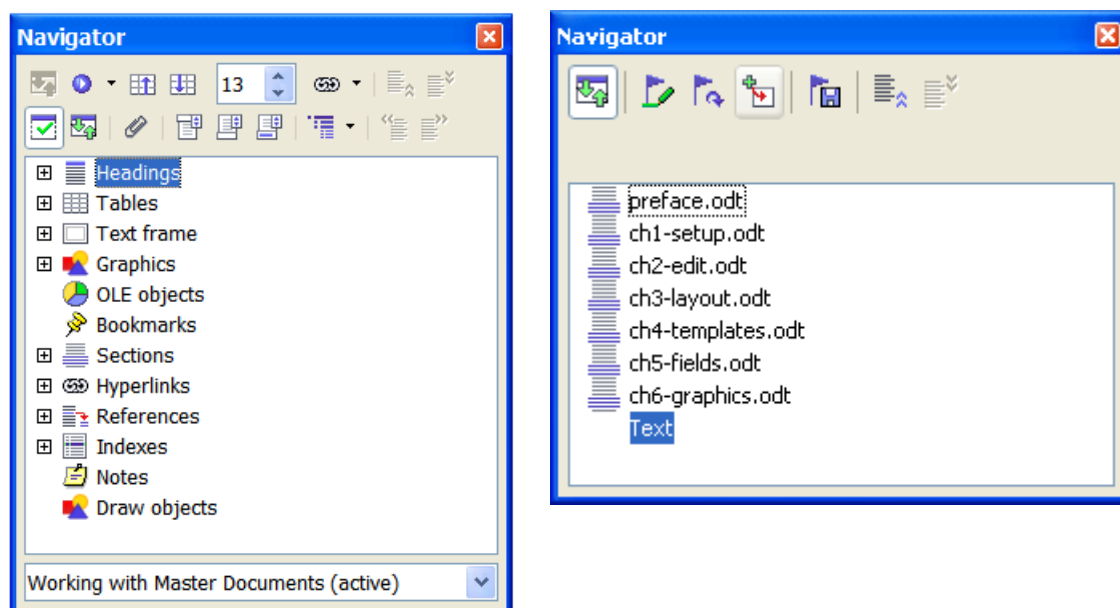 Navigator
13
Headings
Tables
Text frame
Graphics
OLE objects
Bookmarks
Sections
Hyperlinks
References
Indexes
Notes
Draw objects
Working with Master Documents (active)
Navigator
preface.odt
ch1-setup.odt
ch2-edit.odt
ch3-layout.odt
ch4-templates.odt
ch5-fields.odt
ch6-graphics.odt
Text